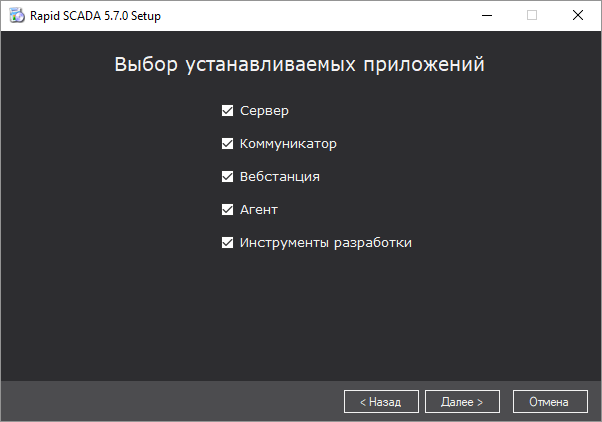 Rapid SCADA 5.7.0 Setup
Выбор устанавливаемых приложений
Сервер
Коммуникатор
Вебстанция
Агент
Инструменты разработки
< Назад Далее > Отмена